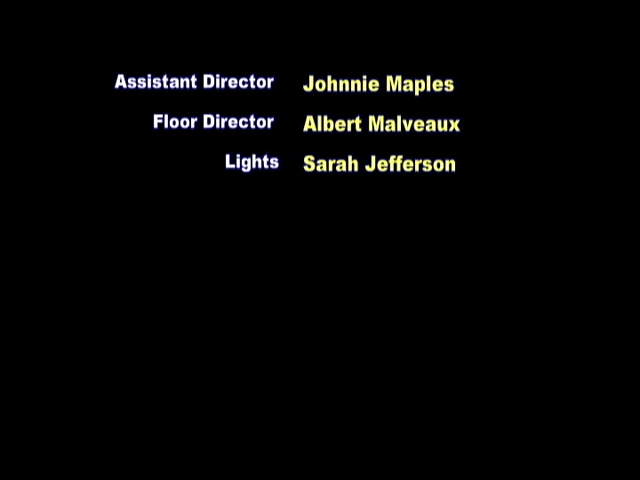 Assistant Director Johnnie Maples
Floor Director Albert Malveaux
Lights Sarah Jefferson